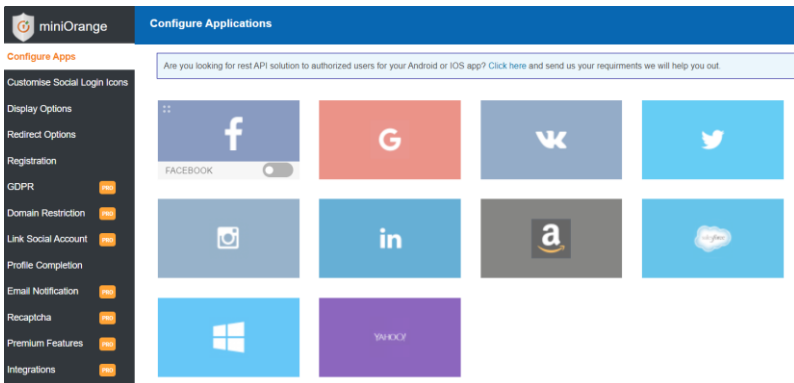 miniOrange
Configure Applications
Configure Apps
Are you looking for rest API solution to authorized users for your Android or IOS app? Click here and send us your requirments we will help you out.
Customise Social Login Icons
Display Options
Redirect Options
Registration
GDPR PRO
Domain Restriction PRO
Link Social Account PRO
Profile Completion
Email Notification PRO
Recaptcha PRO
Premium Features PRO
Integrations PRO
f
G
FACEBOOK
in
a
salesforce
YAHOO!